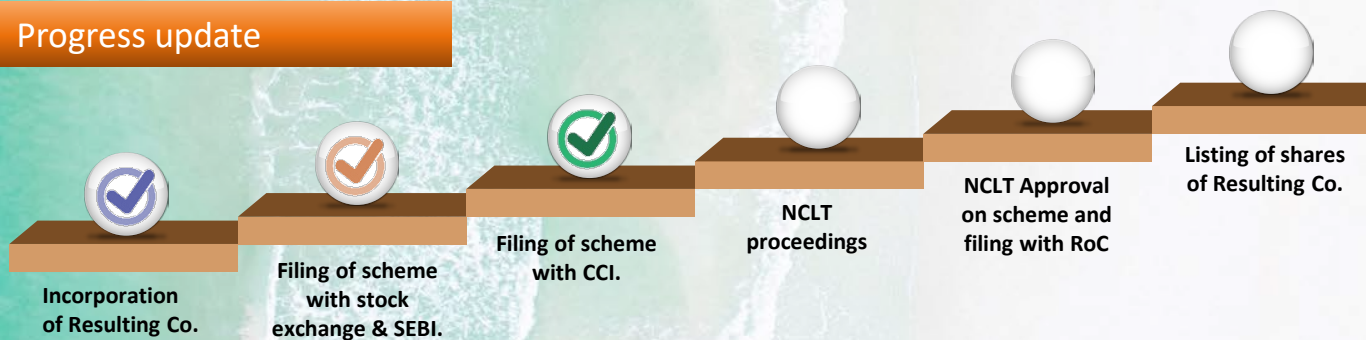 Progress update
Incorporation
of Resulting Co.
Filing of scheme
with stock
exchange & SEBI.
Filing of scheme
with CCI.
NCLT
proceedings
NCLT Approval
on scheme and
filing with RoC
Listing of shares
of Resulting Co.